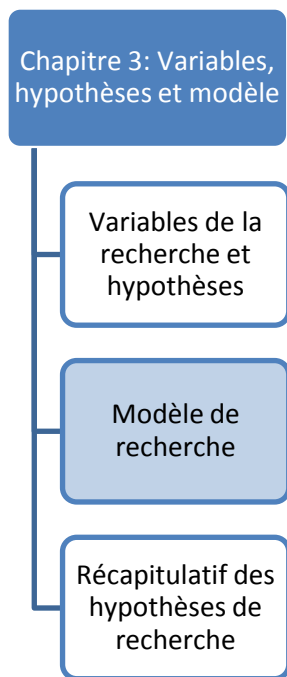 Chapitre 3: Variables,
hypothèses et modèle
Variables de la
recherche et
hypothèses
Modèle de
recherche
Récapitulatif des
hypothèses de
recherche